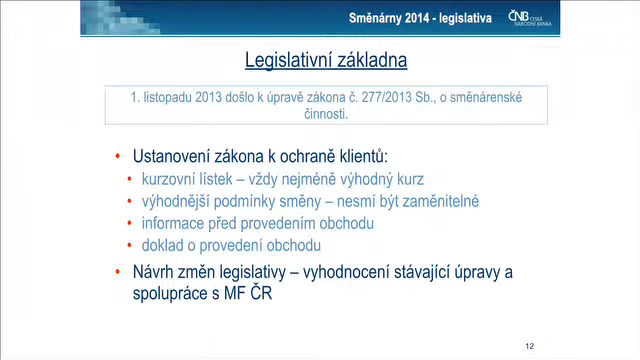 Směnárny 2014 - legislativa
ČNB ČESKÁ
NÁRODNÍ BANKA
Legislativní základna
1. listopadu 2013 došlo k úpravě zákona č. 277/2013 Sb., o směnárenské
činnosti.
• Ustanovení zákona k ochraně klientů:
• kurzovní lístek – vždy nejméně výhodný kurz
• výhodnější podmínky směny – nesmí být zaměnitelné
• informace před provedením obchodu
• doklad o provedení obchodu
• Návrh změn legislativy – vyhodnocení stávající úpravy a
spolupráce s MF ČR
12